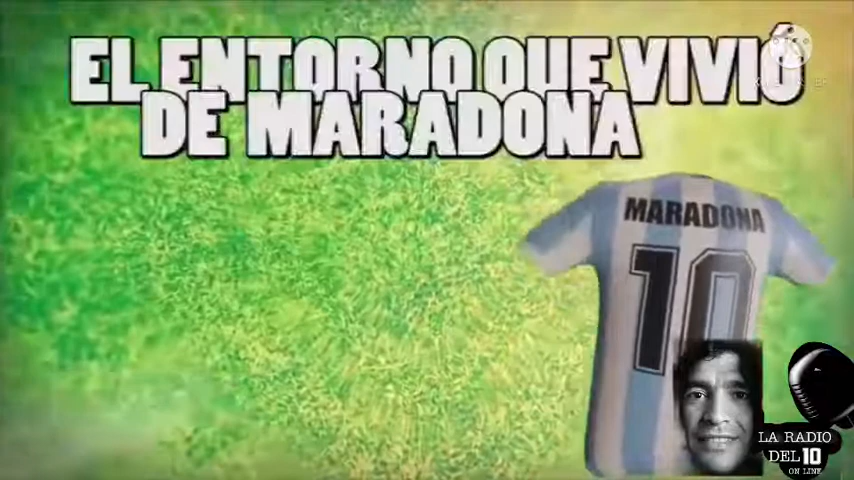 EL ENTORNO QUE VIVIÓ
DE MARADONA
MARADONA
10
LA RADIO
DEL 10
ON LINE